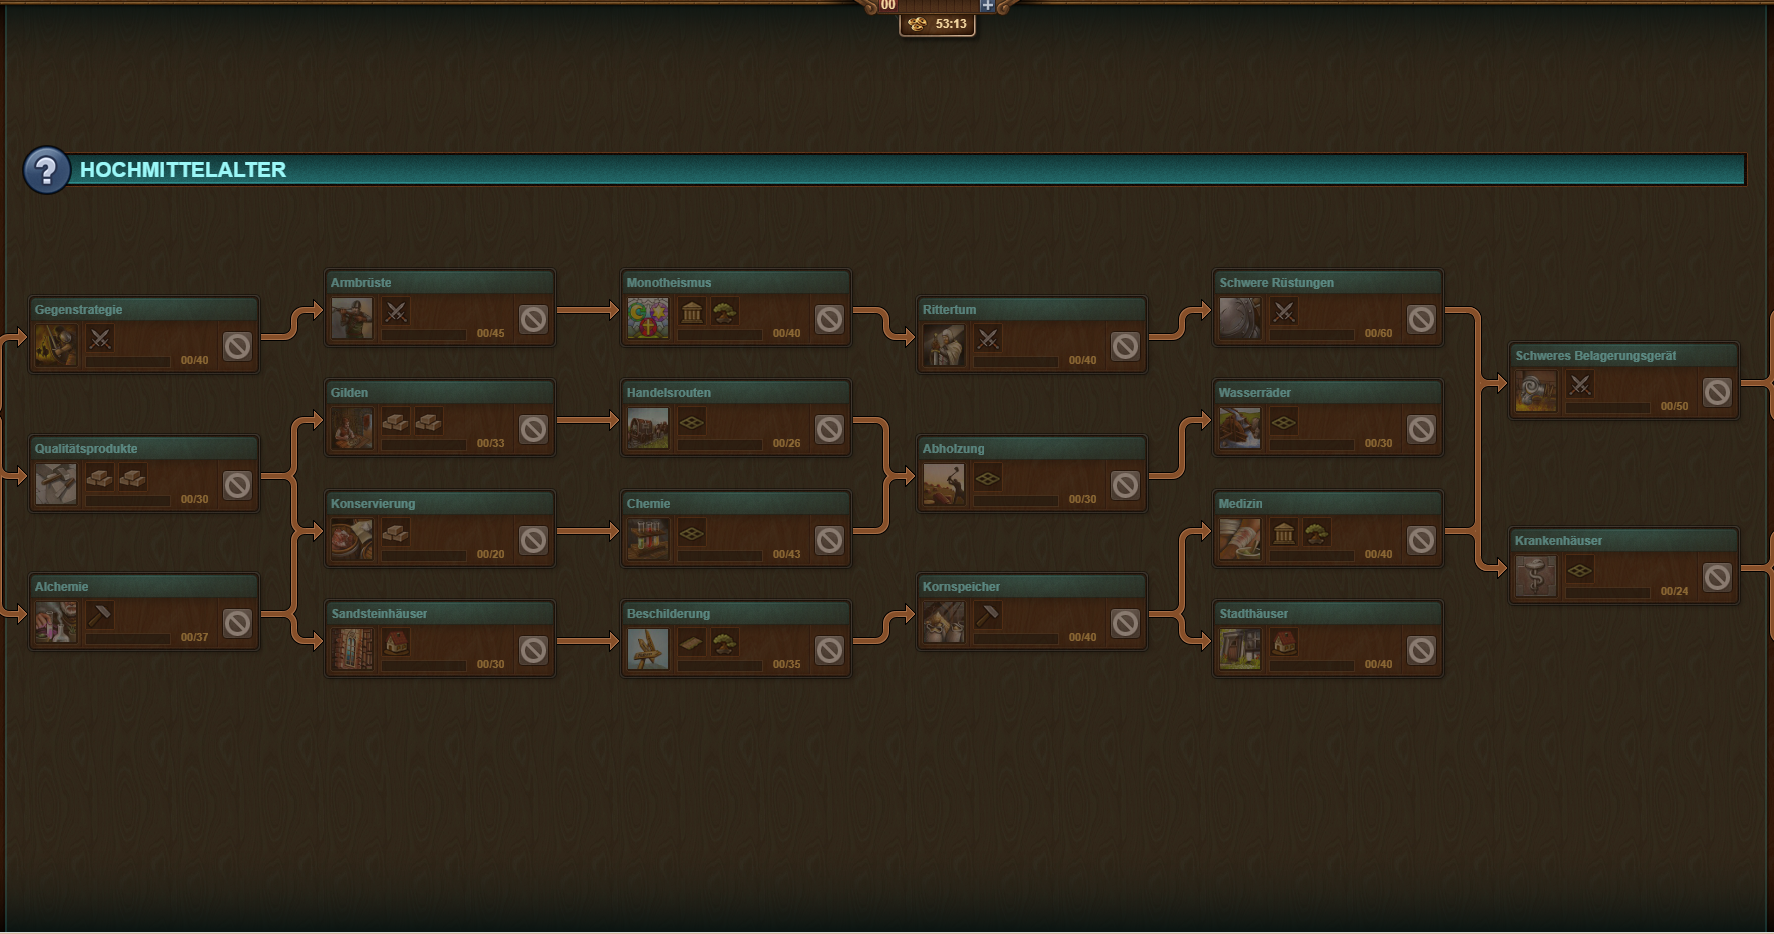 00
53:13
?
HOCHMITTELALTER
Gegenstrategie
00/40
Qualitätsprodukte
00/30
Alchemie
00/37
Armbrüste
00/45
Gilden
00/33
Konservierung
00/20
Sandsteinhäuser
00/30
Monotheismus
00/40
Handelsrouten
00/26
Chemie
00/43
Beschilderung
00/35
Rittertum
00/40
Abholzung
00/30
Kornspeicher
00/40
Schwere Rüstungen
00/60
Wasserräder
00/30
Medizin
00/40
Stadthäuser
00/40
Schweres Belagerungsgerät
00/50
Krankenhäuser
00/24